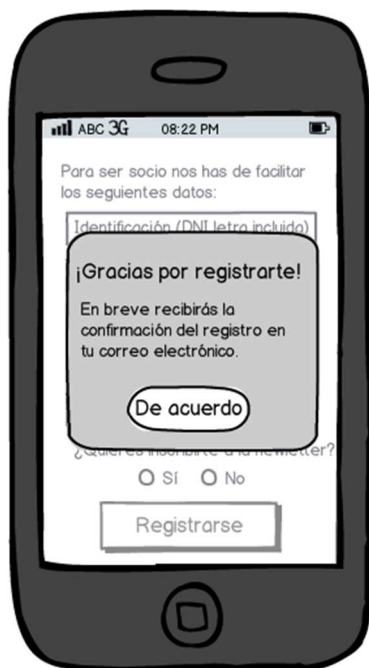 ABC 3G 08:22 PM
Para ser socio nos has de facilitar
los seguientes datos:
Identificación (DNI letra incluida)
¡Gracias por registrarte!
En breve recibirás la
confirmación del registro en
tu correo electrónico.
De acuerdo
¿Quieres inscribirte a la newletter?
Sí No
Registrarse